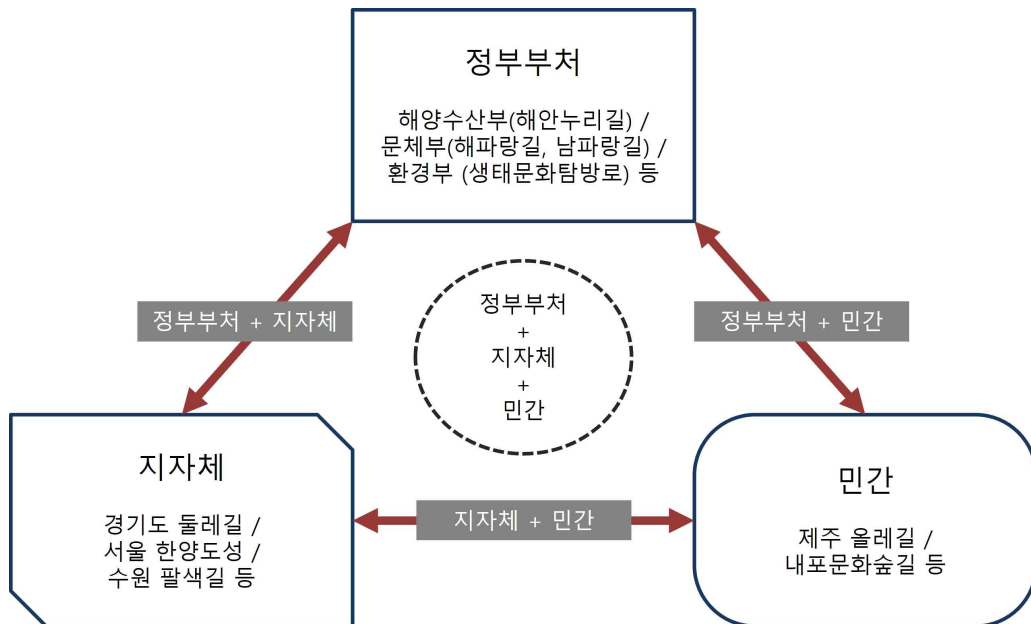 정부부처
해양수산부(해안누리길) /
문체부(해파랑길, 남파랑길) /
환경부 (생태문화탐방로) 등
정부부처 + 지자체
정부부처
+
지자체
+
민간
정부부처 + 민간
지자체
경기도 둘레길 /
서울 한양도성 /
수원 팔색길 등
지자체 + 민간
민간
제주 올레길 /
내포문화숲길 등